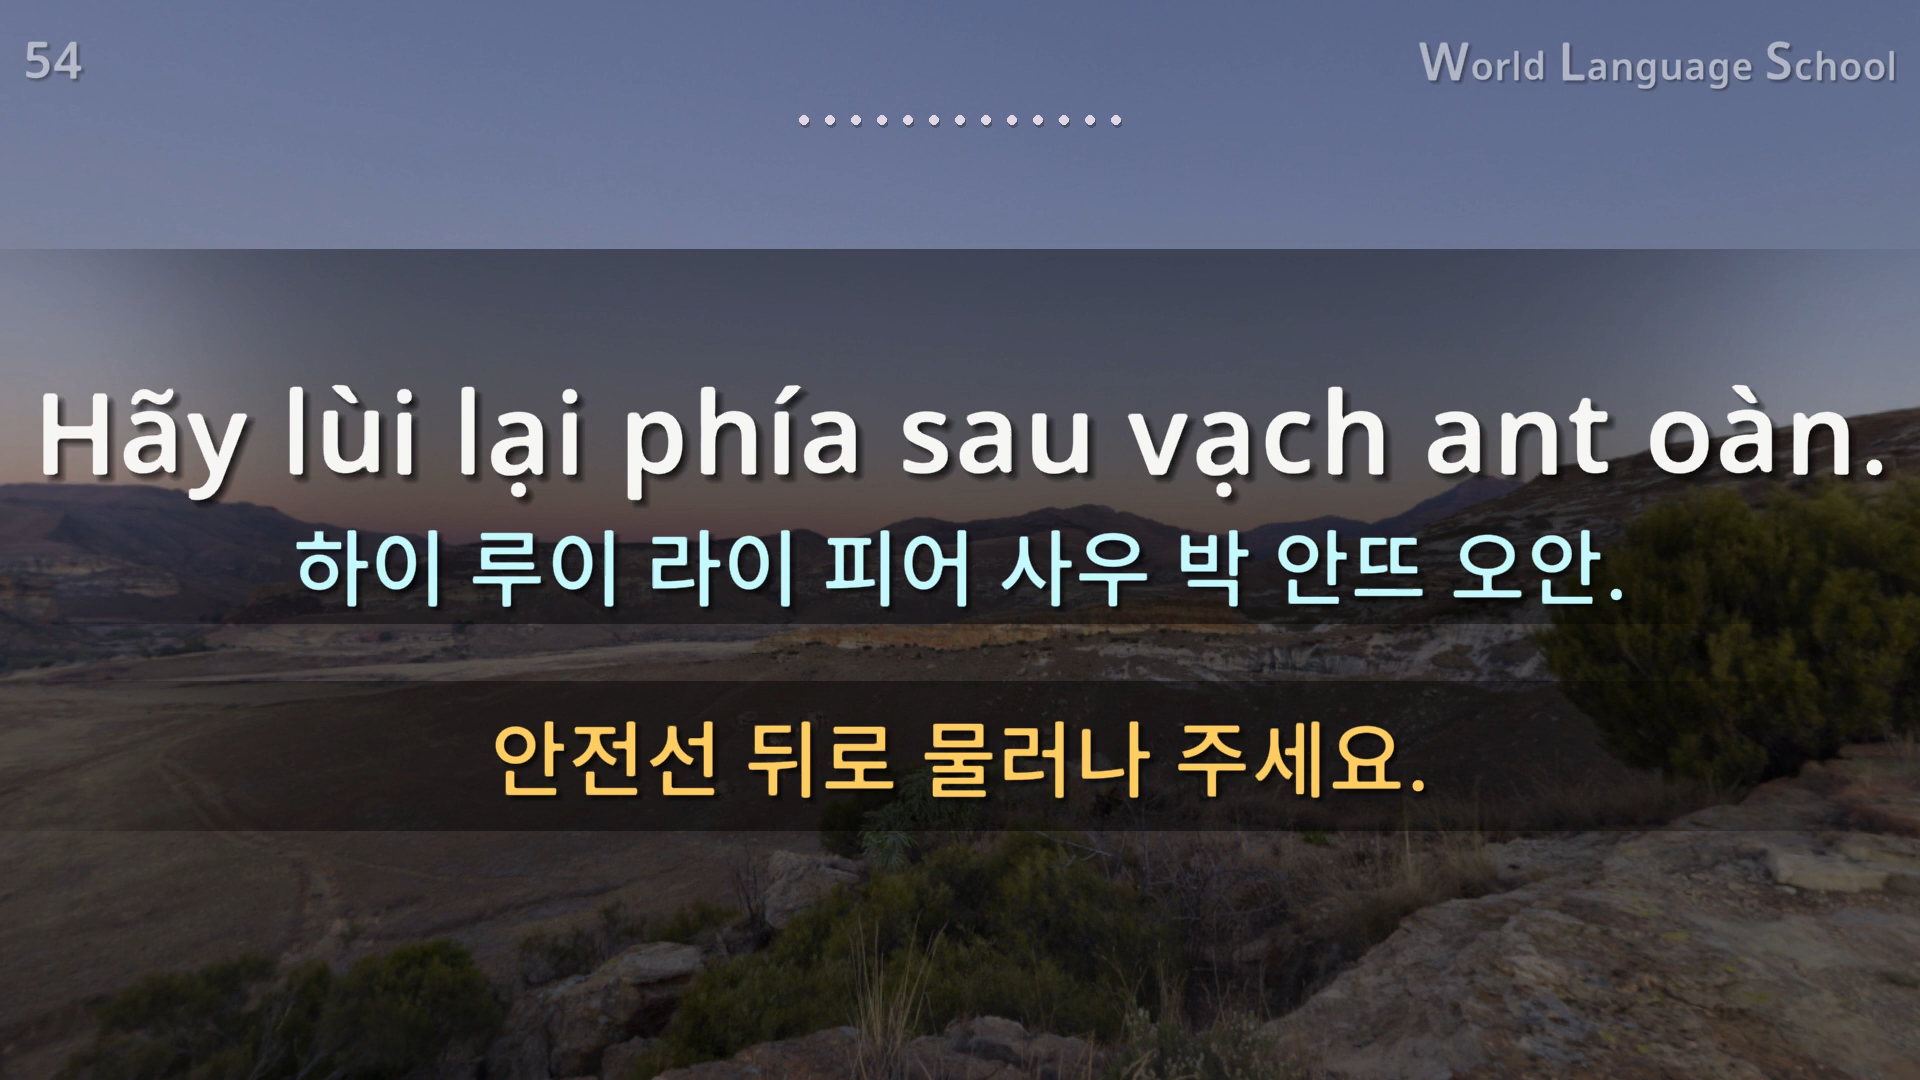 54
World Language School
Hãy lùi lại phía sau vạch ant oàn.
하이 루이 라이 피어 사우 박 안뜨 오안.
안전선 뒤로 물러나 주세요.